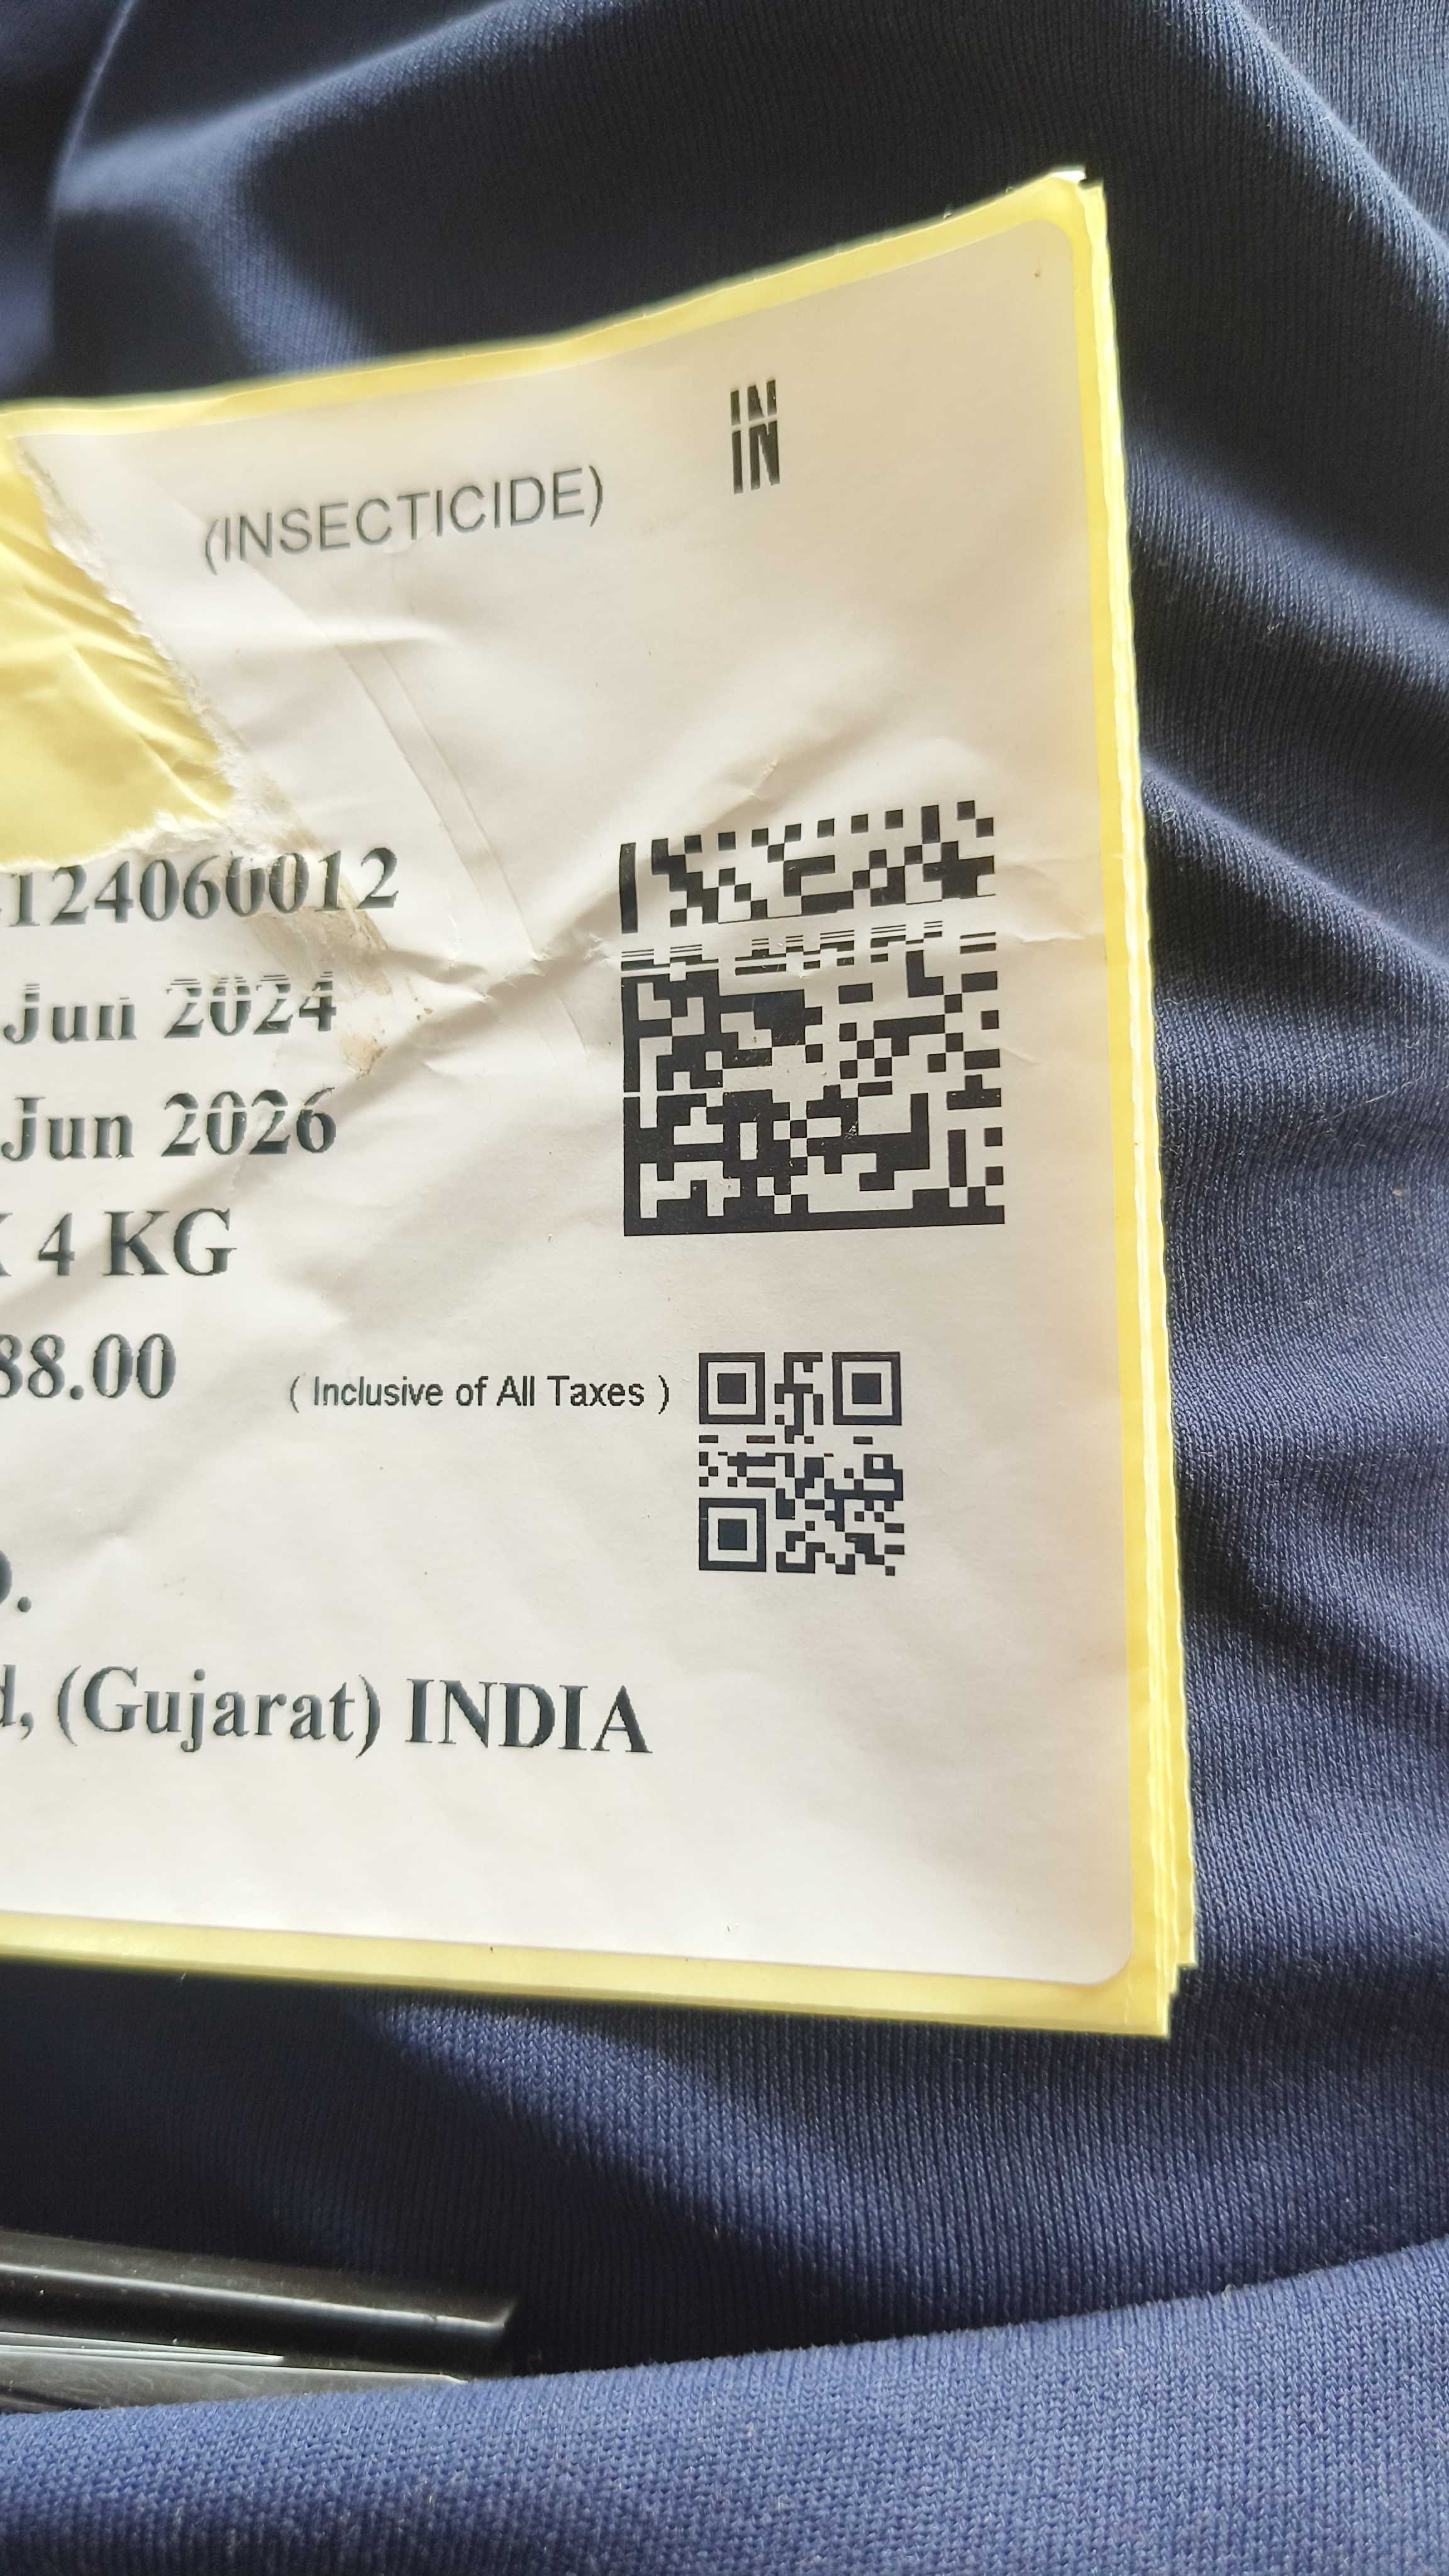 IN
(INSECTICIDE)
124060012
Jun 2024
Jun 2026
X 4 KG
88.00 ( Inclusive of All Taxes )
(Gujarat) INDIA